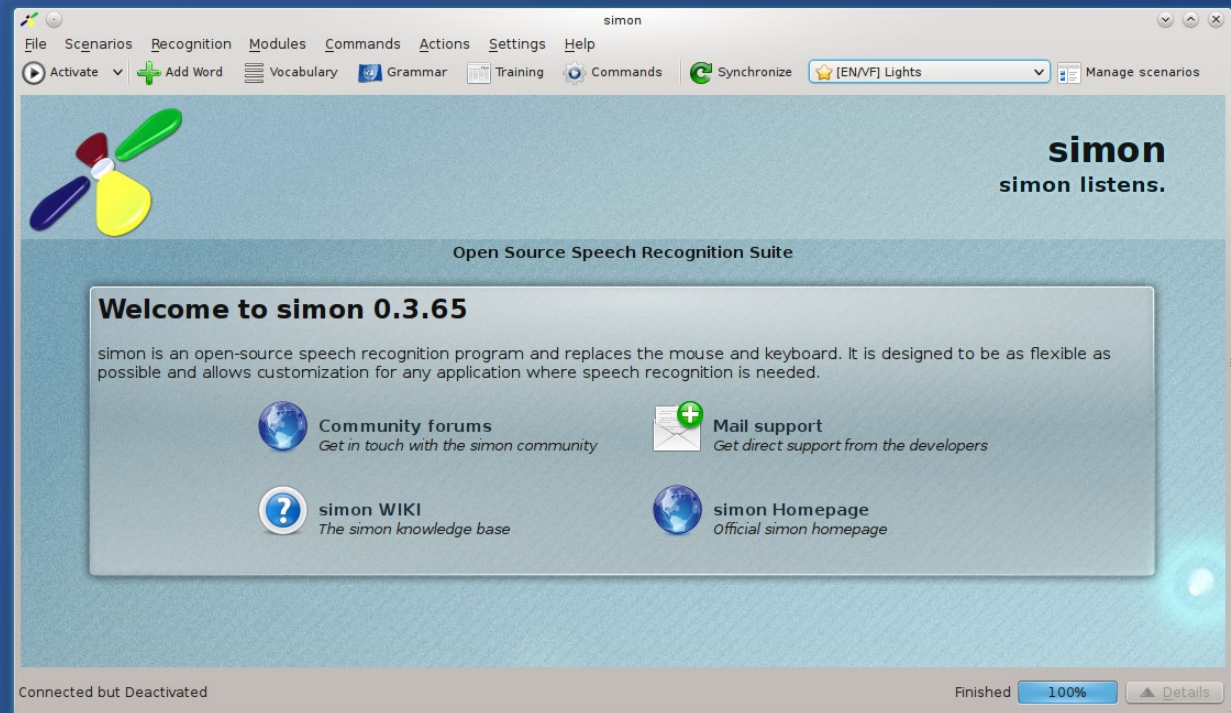 simon
File Scenarios Recognition Modules Commands Actions Settings Help
Activate Add Word Vocabulary Grammar Training Commands Synchronize [EN/VF] Lights Manage scenarios
simon
simon listens.
Open Source Speech Recognition Suite
Welcome to simon 0.3.65
simon is an open-source speech recognition program and replaces the mouse and keyboard. It is designed to be as flexible as
possible and allows customization for any application where speech recognition is needed.
Community forums
Get in touch with the simon community
Mail support
Get direct support from the developers
simon WIKI
The simon knowledge base
simon Homepage
Official simon homepage
Connected but Deactivated Finished 100% Details